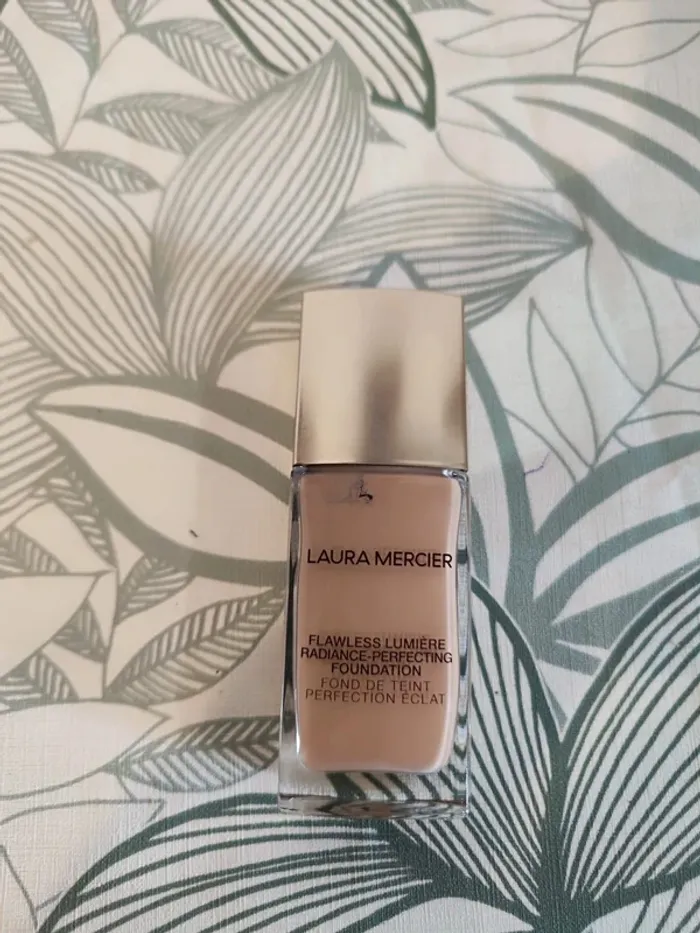 LAURA MERCIER
FLAWLESS LUMIÈRE
RADIANCE-PERFECTING
FOUNDATION
FOND DE TEINT
PERFECTION ÉCLAT